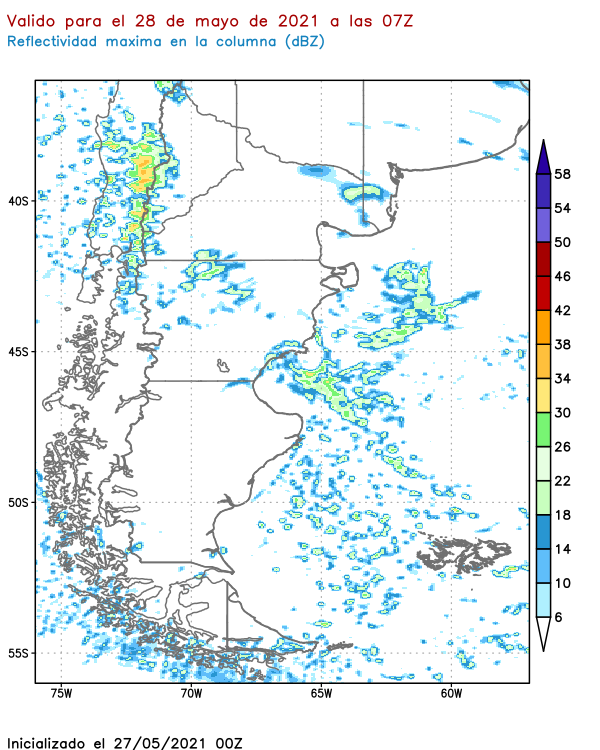 Valido para el 28 de mayo de 2021 a las 07Z
Reflectividad maxima en la columna (dBZ)
58
54
50
46
42
38
34
30
26
22
18
14
10
6
40S
45S
50S
55S
75W
70W
65W
60W
Inicializado el 27/05/2021 00Z